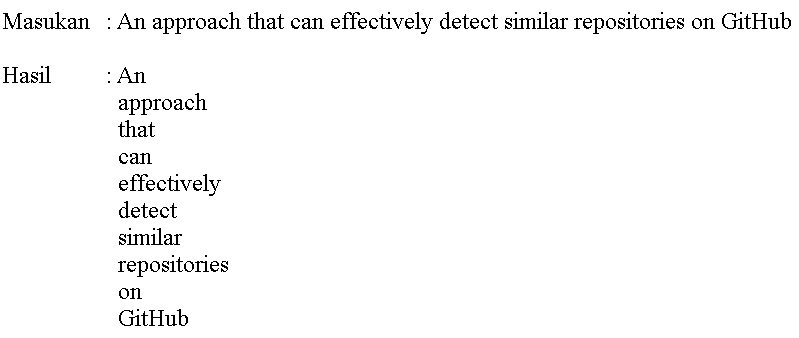 Masukan : An approach that can effectively detect similar repositories on GitHub
Hasil : An
approach
that
can
effectively
detect
similar
repositories
on
GitHub